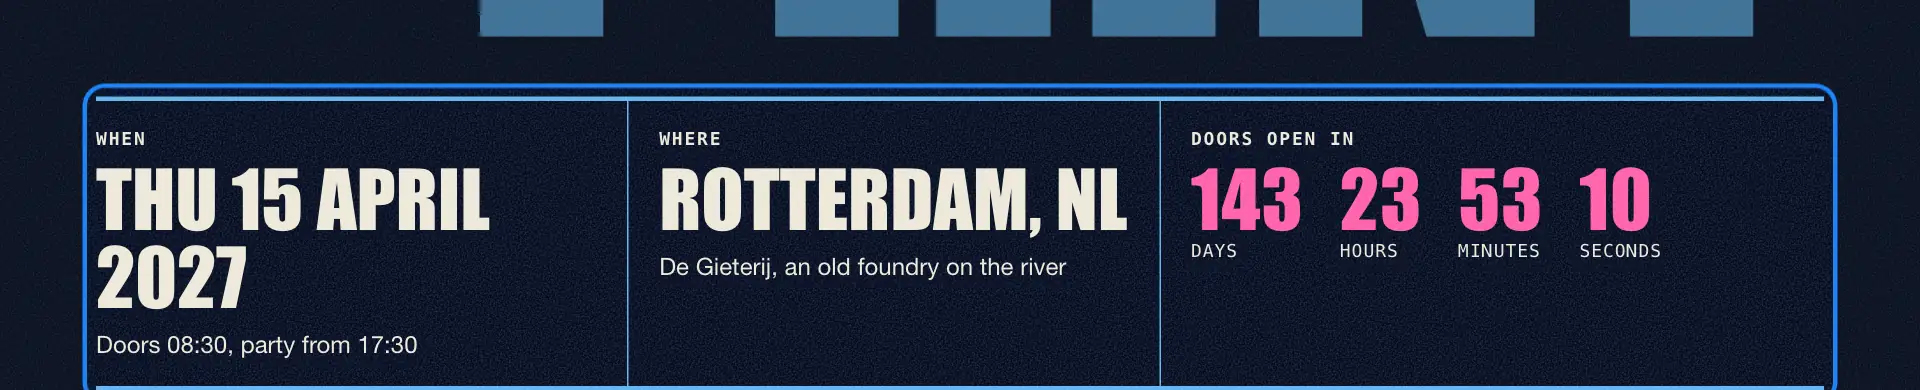 WHEN
THU 15 APRIL
2027
Doors 08:30, party from 17:30
WHERE
ROTTERDAM, NL
De Gieterij, an old foundry on the river
DOORS OPEN IN
143 23 53 10
DAYS HOURS MINUTES SECONDS